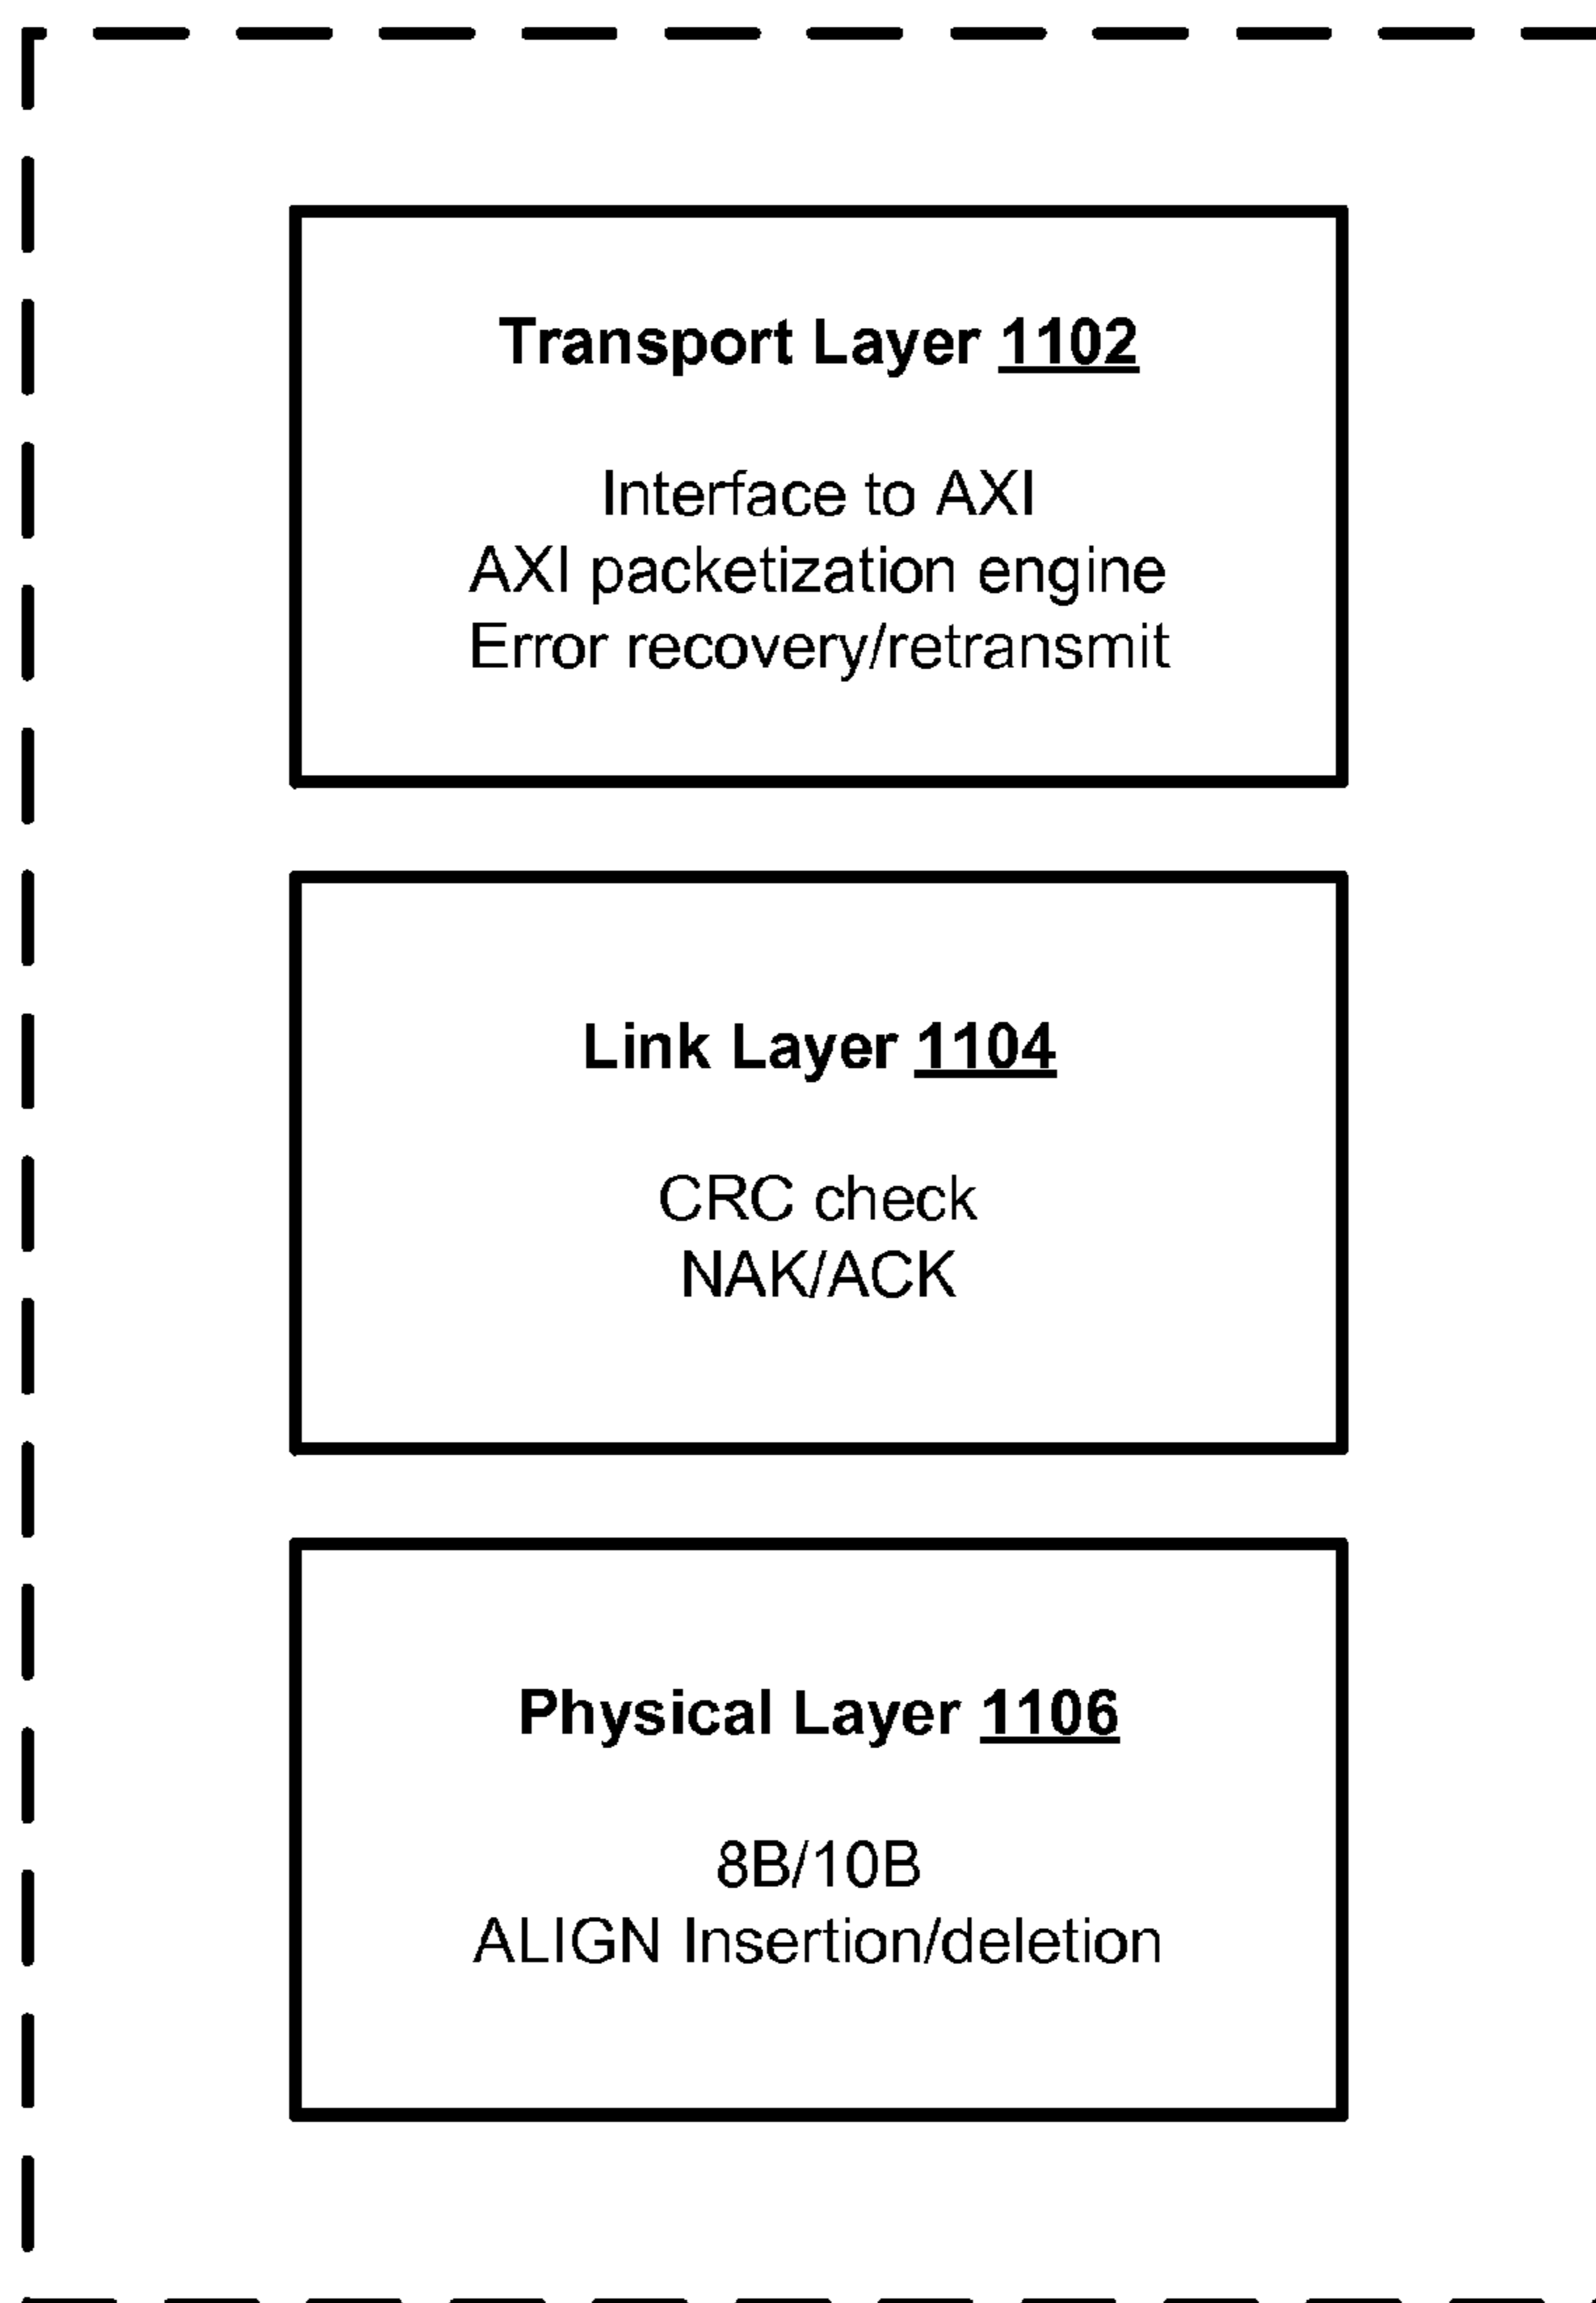 Transport Layer 1102
Interface to AXI
AXI packetization engine
Error recovery/retransmit
Link Layer 1104
CRC check
NAK/ACK
Physical Layer 1106
8B/10B
ALIGN Insertion/deletion